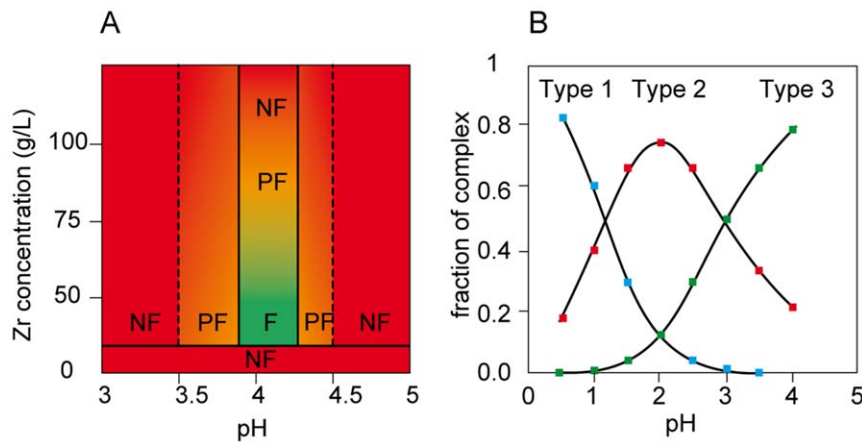 A
Zr concentration (g/L)
100
75
50
0
NF
PF
NF
PF
F
PF
NF
NF
3
3.5
4
4.5
5
pH
B
fraction of complex
1
0.8
0.6
0.4
0.2
0.0
Type 1
Type 2
Type 3
0
1
2
3
4
5
pH